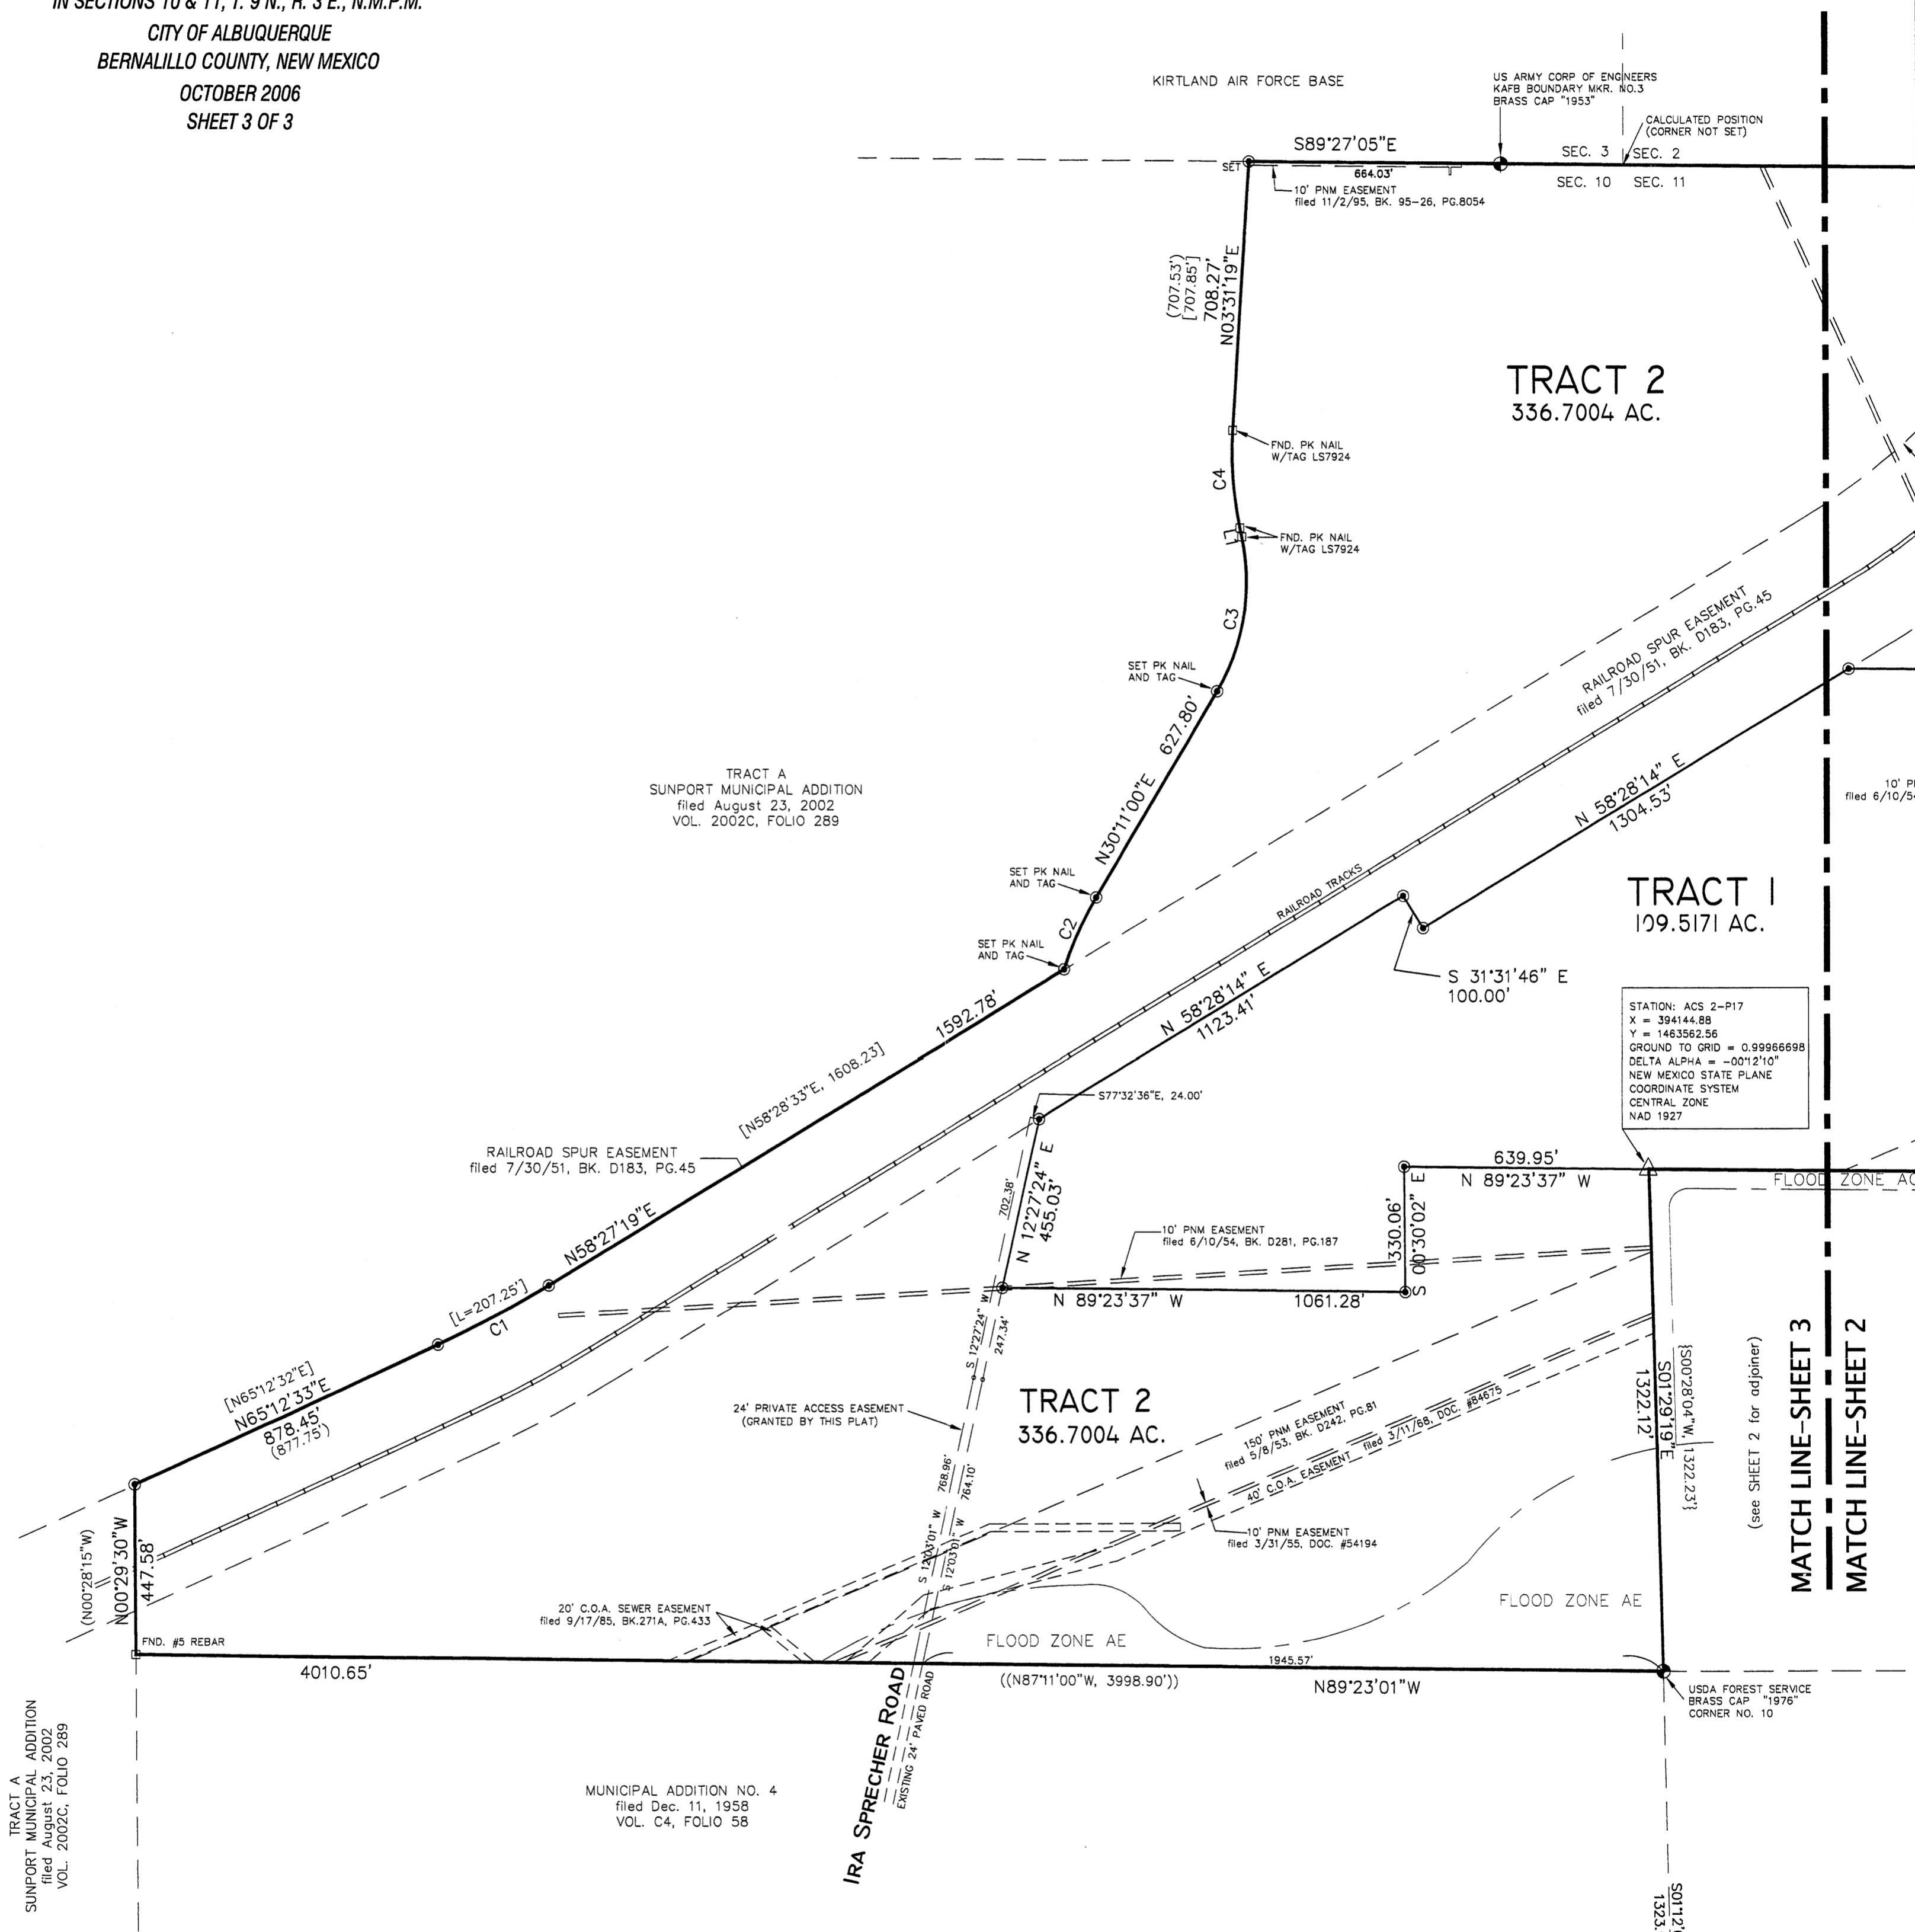 IN SECTIONS 10 & 11, T. 9 N., R. 3 E., N.M.P.M.
CITY OF ALBUQUERQUE
BERNALILLO COUNTY, NEW MEXICO
OCTOBER 2006
SHEET 3 OF 3
KIRTLAND AIR FORCE BASE
US ARMY CORP OF ENGINEERS
KAFB BOUNDARY MKR. NO.3
BRASS CAP "1953"
CALCULATED POSITION
(CORNER NOT SET)
S89°27'05"E
SEC. 3
SEC. 2
SET
664.03'
SEC. 10
SEC. 11
10' PNM EASEMENT
filed 11/2/95, BK. 95-26, PG.8054
(707.53')
[707.85']
708.27'
N03°31'19"E
TRACT 2
336.7004 AC.
FND. PK NAIL
W/TAG LS7924
C4
L1
FND. PK NAIL
W/TAG LS7924
C3
RAILROAD SPUR EASEMENT
filed 7/30/51, BK. D183, PG.45
SET PK NAIL
AND TAG
627.80'
N30°11'00"E
TRACT A
SUNPORT MUNICIPAL ADDITION
filed August 23, 2002
VOL. 2002C, FOLIO 289
N 58°28'14" E
1304.53'
10' P
filed 6/10/54
SET PK NAIL
AND TAG
C2
RAILROAD TRACKS
TRACT 1
109.5171 AC.
SET PK NAIL
AND TAG
S 31°31'46" E
100.00'
1592.78'
[N58°28'33"E, 1608.23]
N 58°28'14" E
1123.41'
STATION: ACS 2-P17
X = 394144.88
Y = 1463562.56
GROUND TO GRID = 0.99966698
DELTA ALPHA = -00°12'10"
NEW MEXICO STATE PLANE
COORDINATE SYSTEM
CENTRAL ZONE
NAD 1927
S77°32'36"E, 24.00'
RAILROAD SPUR EASEMENT
filed 7/30/51, BK. D183, PG.45
639.95'
N 89°23'37" W
FLOOD ZONE AO
702.38'
N 12°27'24" E
455.03'
10' PNM EASEMENT
filed 6/10/54, BK. D281, PG.187
330.06'
S 00°30'02" E
N58°27'19"E
[L=207.25']
C1
N 89°23'37" W
1061.28'
S 12°27'24" W
247.34'
[N65°12'32"E]
N65°12'33"E
878.45'
(877.75')
24' PRIVATE ACCESS EASEMENT
(GRANTED BY THIS PLAT)
TRACT 2
336.7004 AC.
150' PNM EASEMENT
filed 5/8/53, BK. D242, PG.81
40' C.O.A. EASEMENT filed 3/11/88, DOC. #84675
{S00°28'04"W, 1322.23'}
S01°29'19"E
1322.12'
(see SHEET 2 for adjoiner)
MATCH LINE-SHEET 3
MATCH LINE-SHEET 2
768.96'
764.10'
S 12°03'01" W
S 12°03'01" W
10' PNM EASEMENT
filed 3/31/55, DOC. #54194
(N00°28'15"W)
N00°29'30"W
447.58'
20' C.O.A. SEWER EASEMENT
filed 9/17/85, BK.271A, PG.433
FLOOD ZONE AE
FND. #5 REBAR
FLOOD ZONE AE
4010.65'
1945.57'
((N87°11'00"W, 3998.90'))
N89°23'01"W
USDA FOREST SERVICE
BRASS CAP "1976"
CORNER NO. 10
IRA SPRECHER ROAD
EXISTING 24' PAVED ROAD
TRACT A
SUNPORT MUNICIPAL ADDITION
filed August 23, 2002
VOL. 2002C, FOLIO 289
MUNICIPAL ADDITION NO. 4
filed Dec. 11, 1958
VOL. C4, FOLIO 58
S01°12'
1323.